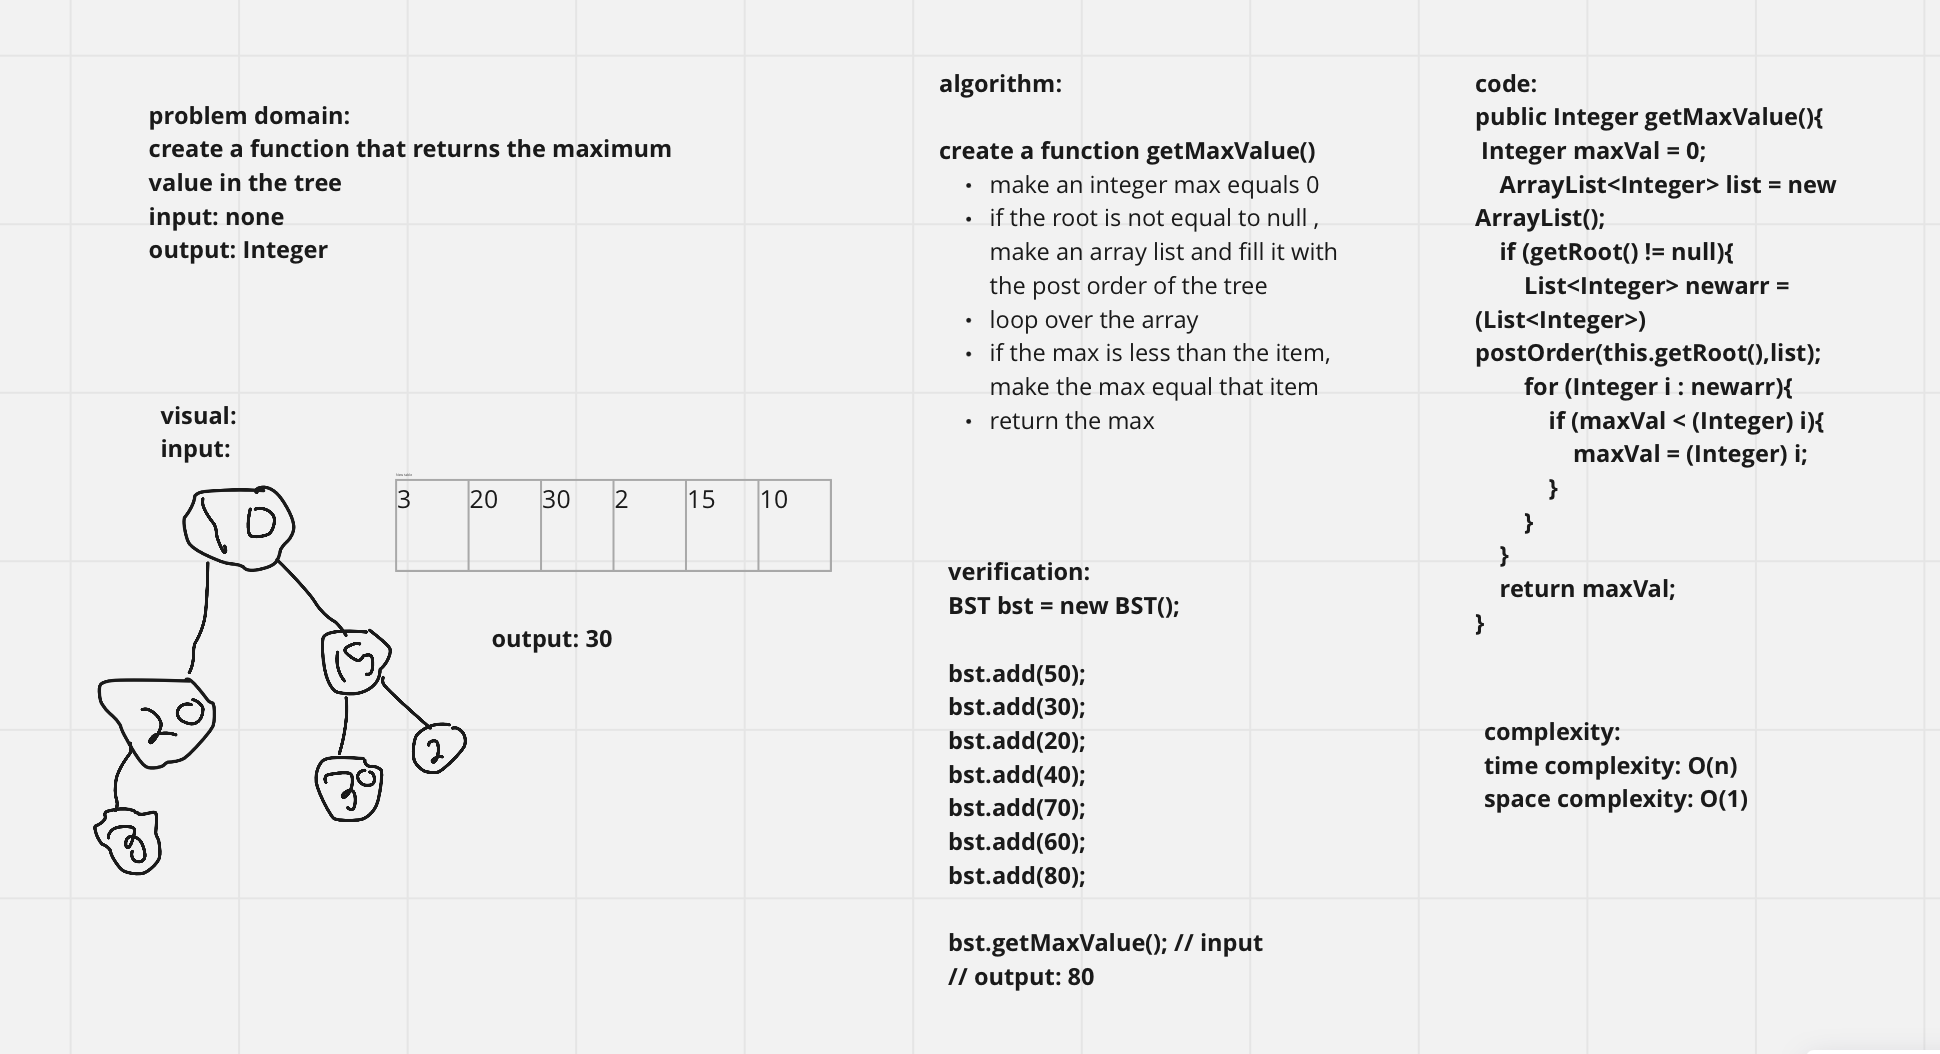 problem domain:
create a function that returns the maximum
value in the tree
input: none
output: Integer
visual:
input:
10
15
20
30
2
3
3 20 30 2 15 10
output: 30
algorithm:
create a function getMaxValue()
• make an integer max equals 0
• if the root is not equal to null ,
make an array list and fill it with
the post order of the tree
• loop over the array
• if the max is less than the item,
make the max equal that item
• return the max
verification:
BST bst = new BST();
bst.add(50);
bst.add(30);
bst.add(20);
bst.add(40);
bst.add(70);
bst.add(60);
bst.add(80);
bst.getMaxValue(); // input
// output: 80
code:
public Integer getMaxValue(){
Integer maxVal = 0;
ArrayList<Integer> list = new
ArrayList();
if (getRoot() != null){
List<Integer> newarr =
(List<Integer>)
postOrder(this.getRoot(),list);
for (Integer i : newarr){
if (maxVal < (Integer) i){
maxVal = (Integer) i;
}
}
}
return maxVal;
}
complexity:
time complexity: O(n)
space complexity: O(1)